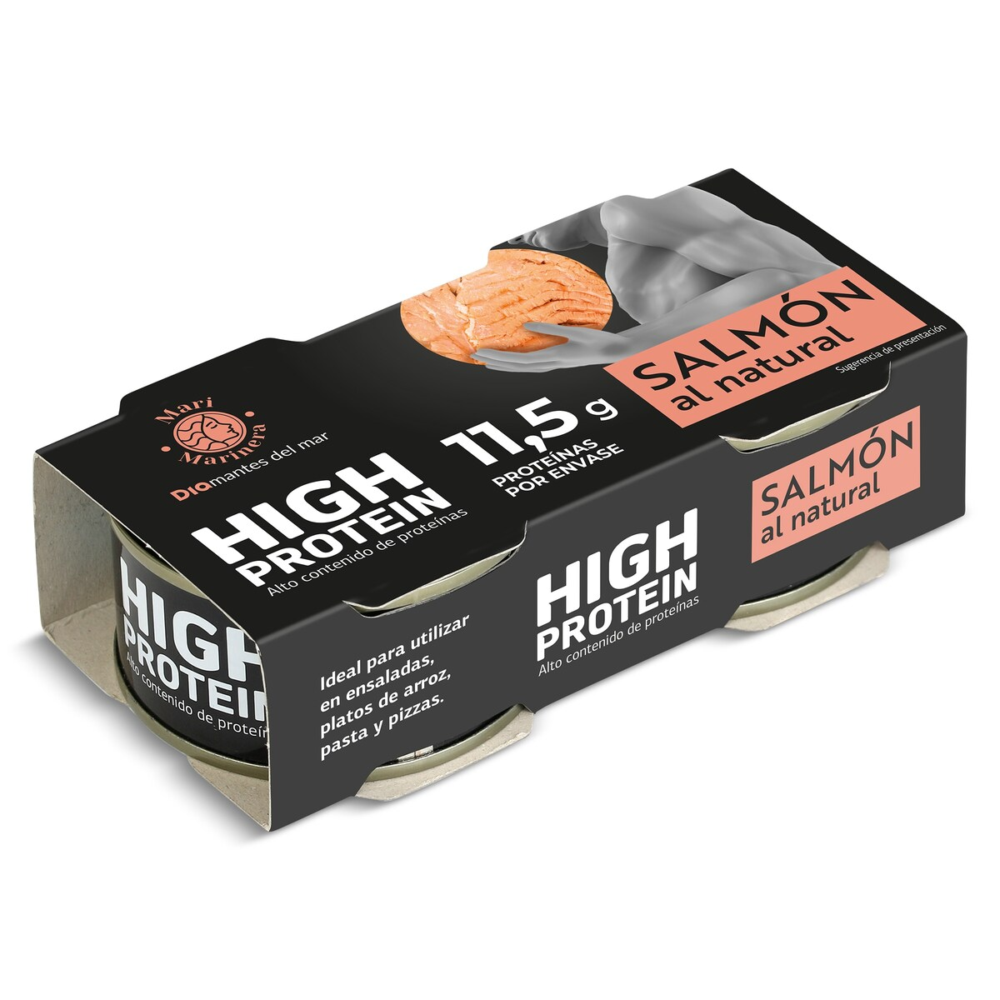 Mari
Marinera
DIAmantes del mar
HIGH
PROTEIN
Alto contenido de proteínas
11,5 g
PROTEÍNAS
POR ENVASE
SALMÓN
al natural
Sugerencia de presentación
HIGH
PROTEIN
Alto contenido de proteín
Ideal para utilizar
en ensaladas,
platos de arroz,
pasta y pizzas.
HIGH
PROTEIN
Alto contenido de proteínas
SALMÓN
al natural